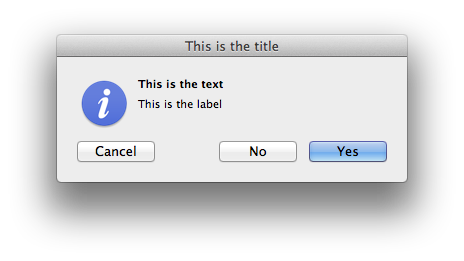 This is the title
This is the text
This is the label
Cancel
No
Yes